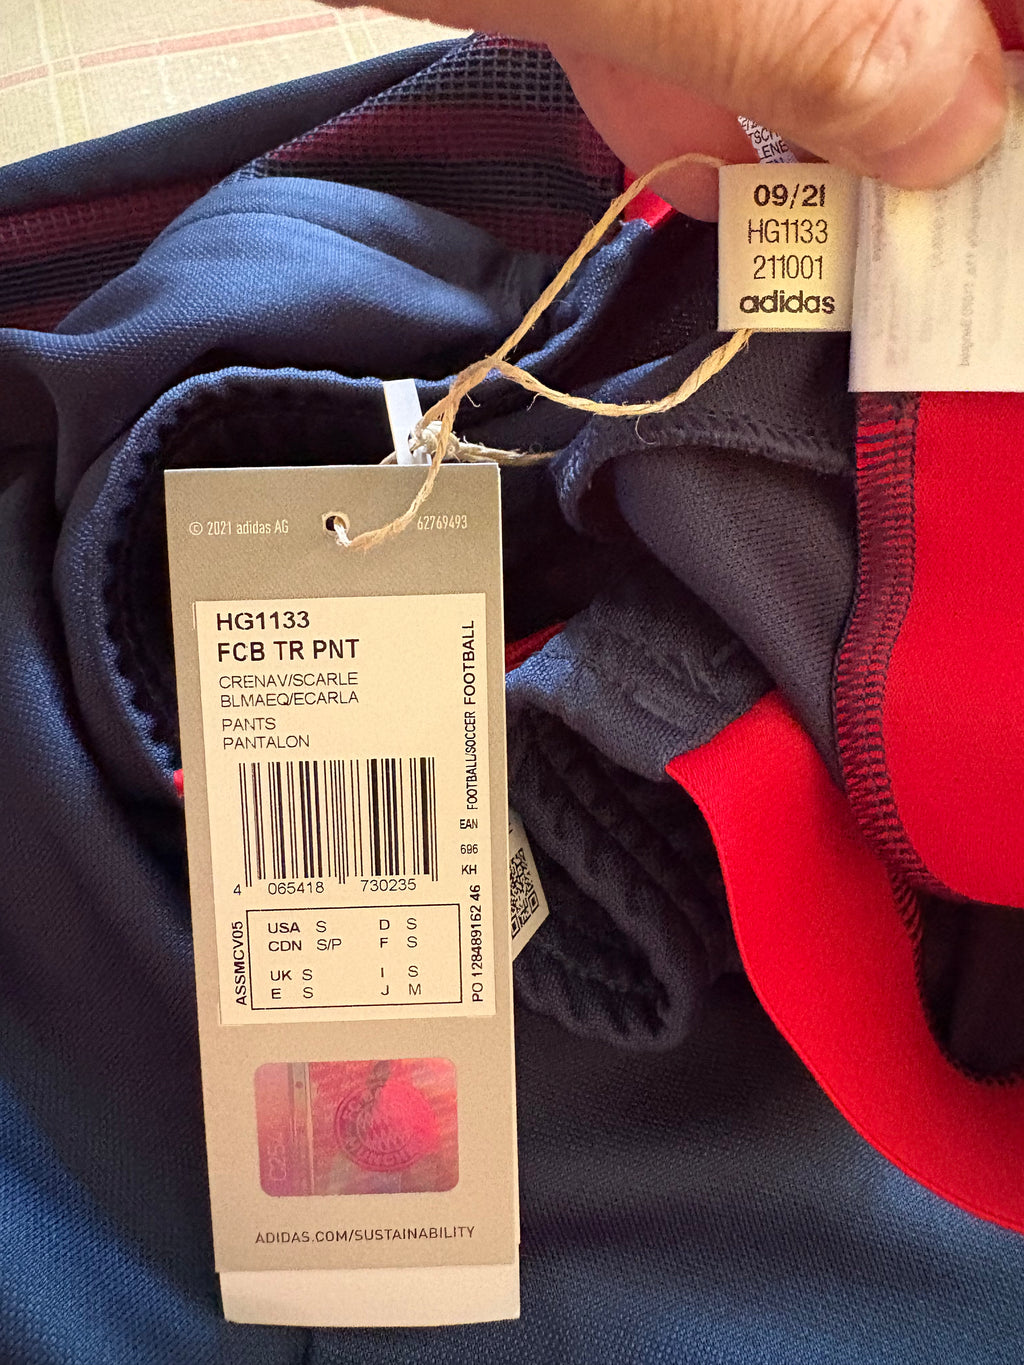 09/21
HG1133
211001
adidas
© 2021 adidas AG
62769493
HG1133
FCB TR PNT
CRENAV/SCARLE
BLMAEQ/ECARLA
PANTS
PANTALON
4 065418 730235
FOOTBALL/SOCCER FOOTBALL
EAN
696
KH
PO 128489162 46
ASSMCV05
USA S D S
CDN S/P F S
UK S I S
E S J M
ADIDAS.COM/SUSTAINABILITY